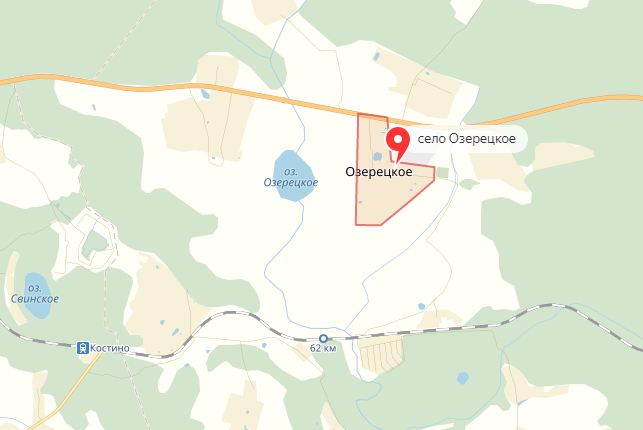 село Озерецкое
Озерецкое
оз.
Озерецкое
оз.
Свинское
Костино
62 км